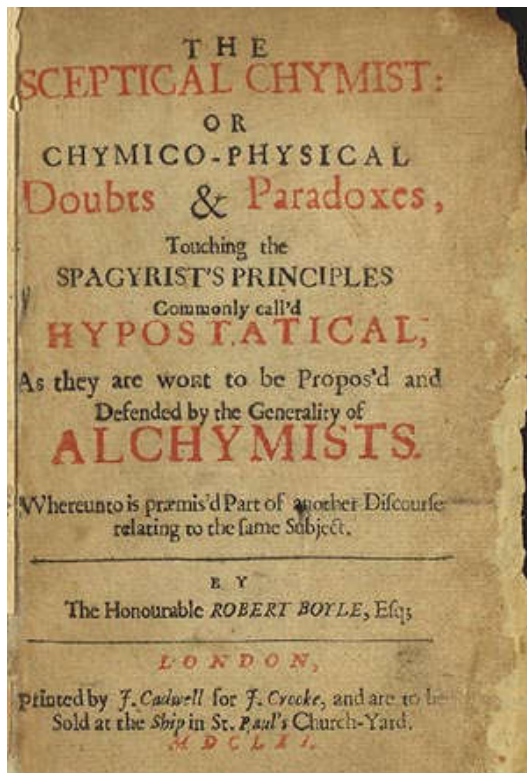 THE
SCEPTICAL CHYMIST:
OR
CHYMICO-PHYSICAL
Doubts & Paradoxes,
Touching the
SPAGYRIST'S PRINCIPLES
Commonly call'd
HYPOSTATICAL,
As they are wont to be Propos'd and
Defended by the Generality of
ALCHYMISTS.
Whereunto is præmis'd Part of another Diſcourſe
relating to the ſame Subject.
BY
The Honourable ROBERT BOYLE, Eſq;
LONDON,
Printed by J. Cadwell for J. Crooke, and are to be
Sold at the Ship in St. Paul's Church-Yard.
MDCLXI.